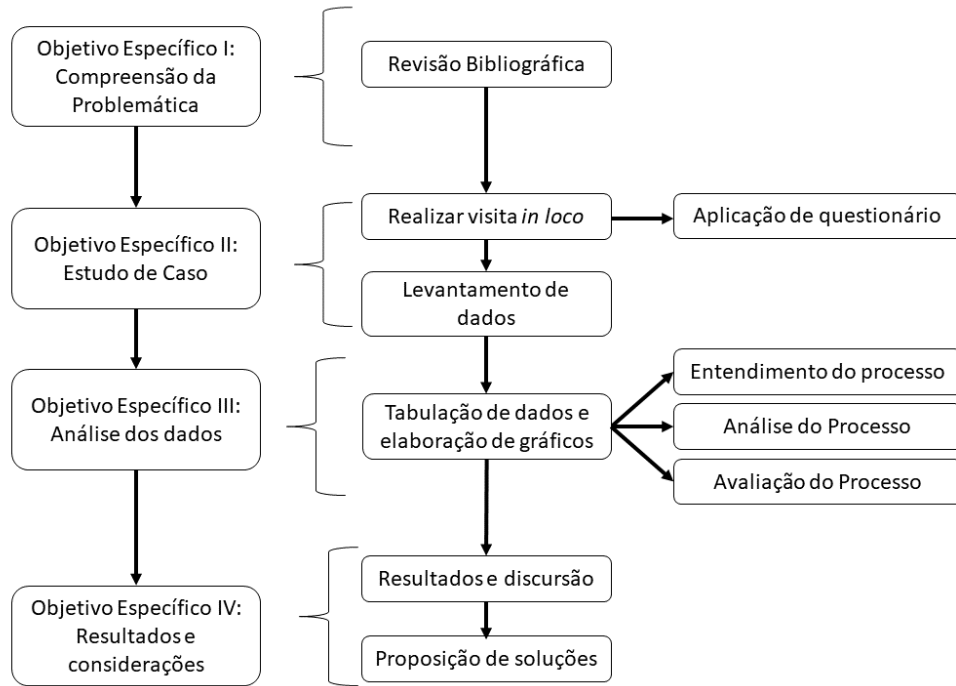 Objetivo Específico I:
Compreensão da
Problemática
Revisão Bibliográfica
Objetivo Específico II:
Estudo de Caso
Realizar visita in loco
Aplicação de questionário
Levantamento de
dados
Objetivo Específico III:
Análise dos dados
Tabulação de dados e
elaboração de gráficos
Entendimento do processo
Análise do Processo
Avaliação do Processo
Objetivo Específico IV:
Resultados e
considerações
Resultados e discursão
Proposição de soluções